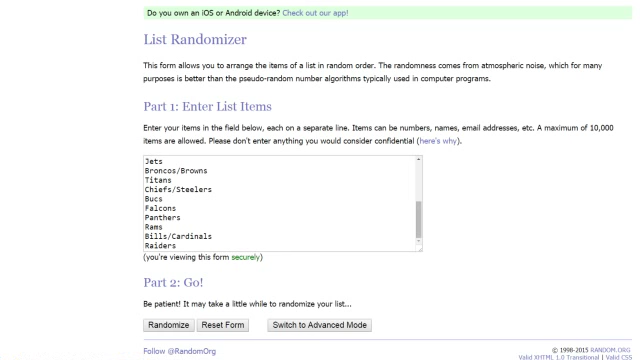 Do you own an iOS or Android device? Check out our app!
List Randomizer
This form allows you to arrange the items of a list in random order. The randomness comes from atmospheric noise, which for many
purposes is better than the pseudo-random number algorithms typically used in computer programs.
Part 1: Enter List Items
Enter your items in the field below, each on a separate line. Items can be numbers, names, email addresses, etc. A maximum of 10,000
items are allowed. Please don't enter anything you would consider confidential (here's why).
Jets
Broncos/Browns
Titans
Chiefs/Steelers
Bucs
Falcons
Panthers
Rams
Bills/Cardinals
Raiders
(you're viewing this form securely)
Part 2: Go!
Be patient! It may take a little while to randomize your list...
Randomize Reset Form Switch to Advanced Mode
Follow @RandomOrg
© 1998-2015 RANDOM.ORG
Valid XHTML 1.0 Transitional | Valid CSS